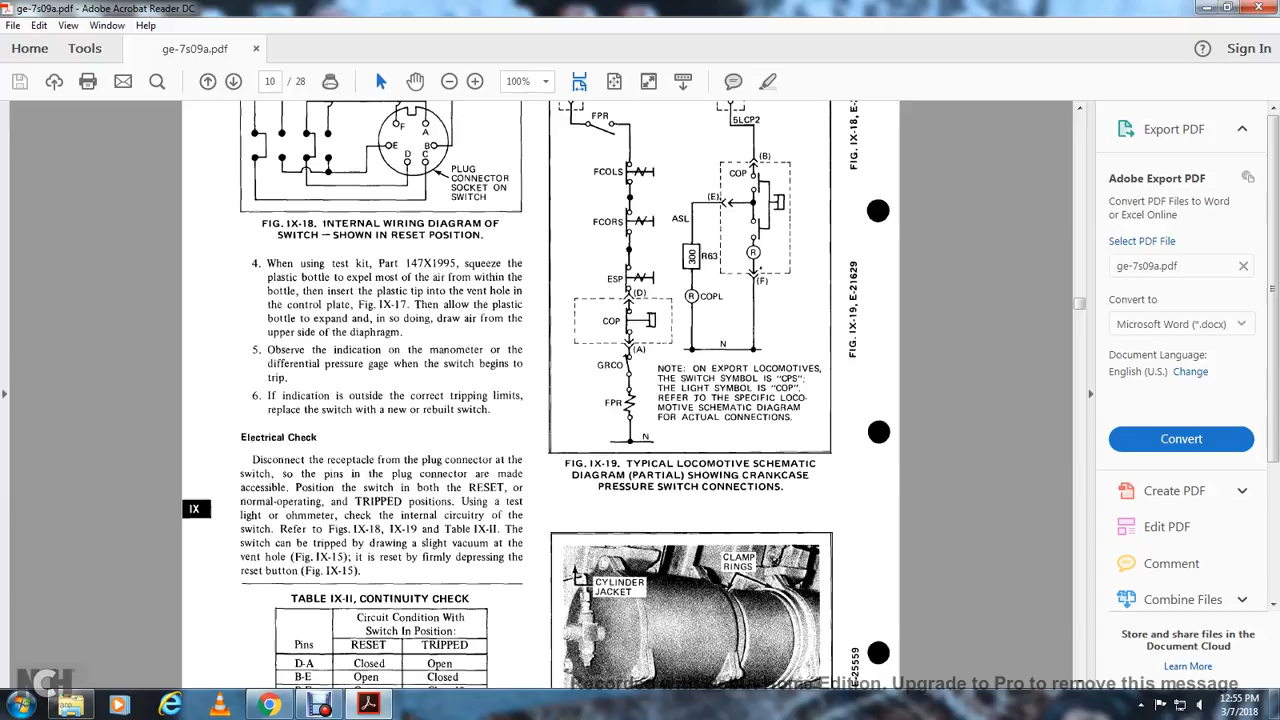 ge-7s09a.pdf - Adobe Acrobat Reader DC
File Edit View Window Help
Home Tools ge-7s09a.pdf × Sign In
10 / 28 100%
F
A
E
B
D
C
PLUG
CONNECTOR
SOCKET ON
SWITCH
FIG. IX-18. INTERNAL WIRING DIAGRAM OF
SWITCH — SHOWN IN RESET POSITION.
4. When using test kit, Part 147X1995, squeeze the
plastic bottle to expel most of the air from within the
bottle, then insert the plastic tip into the vent hole in
the control plate, Fig. IX-17. Then allow the plastic
bottle to expand and, in so doing, draw air from the
upper side of the diaphragm.
5. Observe the indication on the manometer or the
differential pressure gage when the switch begins to
trip.
6. If indication is outside the correct tripping limits,
replace the switch with a new or rebuilt switch.
Electrical Check
Disconnect the receptacle from the plug connector at the
switch, so the pins in the plug connector are made
accessible. Position the switch in both the RESET, or
normal-operating, and TRIPPED positions. Using a test
light or ohmmeter, check the internal circuitry of the
switch. Refer to Figs. IX-18, IX-19 and Table IX-II. The
switch can be tripped by drawing a slight vacuum at the
vent hole (Fig. IX-15); it is reset by firmly depressing the
reset button (Fig. IX-15).
IX
TABLE IX-II, CONTINUITY CHECK
Circuit Condition With
Switch In Position:
Pins RESET TRIPPED
D-A Closed Open
B-E Open Closed
FPR
5LCP2
(B)
FCOLS
COP
(E)
FCORS
ASL
300 R63
R
ESP
(D)
(F)
R COPL
COP
(A)
N
GRCO
FPR
N
NOTE: ON EXPORT LOCOMOTIVES,
THE SWITCH SYMBOL IS "CPS";
THE LIGHT SYMBOL IS "COP".
REFER TO THE SPECIFIC LOCO-
MOTIVE SCHEMATIC DIAGRAM
FOR ACTUAL CONNECTIONS.
FIG. IX-19. TYPICAL LOCOMOTIVE SCHEMATIC
DIAGRAM (PARTIAL) SHOWING CRANKCASE
PRESSURE SWITCH CONNECTIONS.
CLAMP
RINGS
CYLINDER
JACKET
FIG. IX-18, E-2
FIG. IX-19, E-21629
E-25559
Export PDF
Adobe Export PDF
Convert PDF Files to Word
or Excel Online
Select PDF File
ge-7s09a.pdf
Convert to
Microsoft Word (*.docx)
Document Language:
English (U.S.) Change
Convert
Create PDF
Edit PDF
Comment
Combine Files
Store and share files in the
Document Cloud
Learn More
NCH
Edition. Upgrade to Pro to remove this message
12:55 PM
3/7/2018